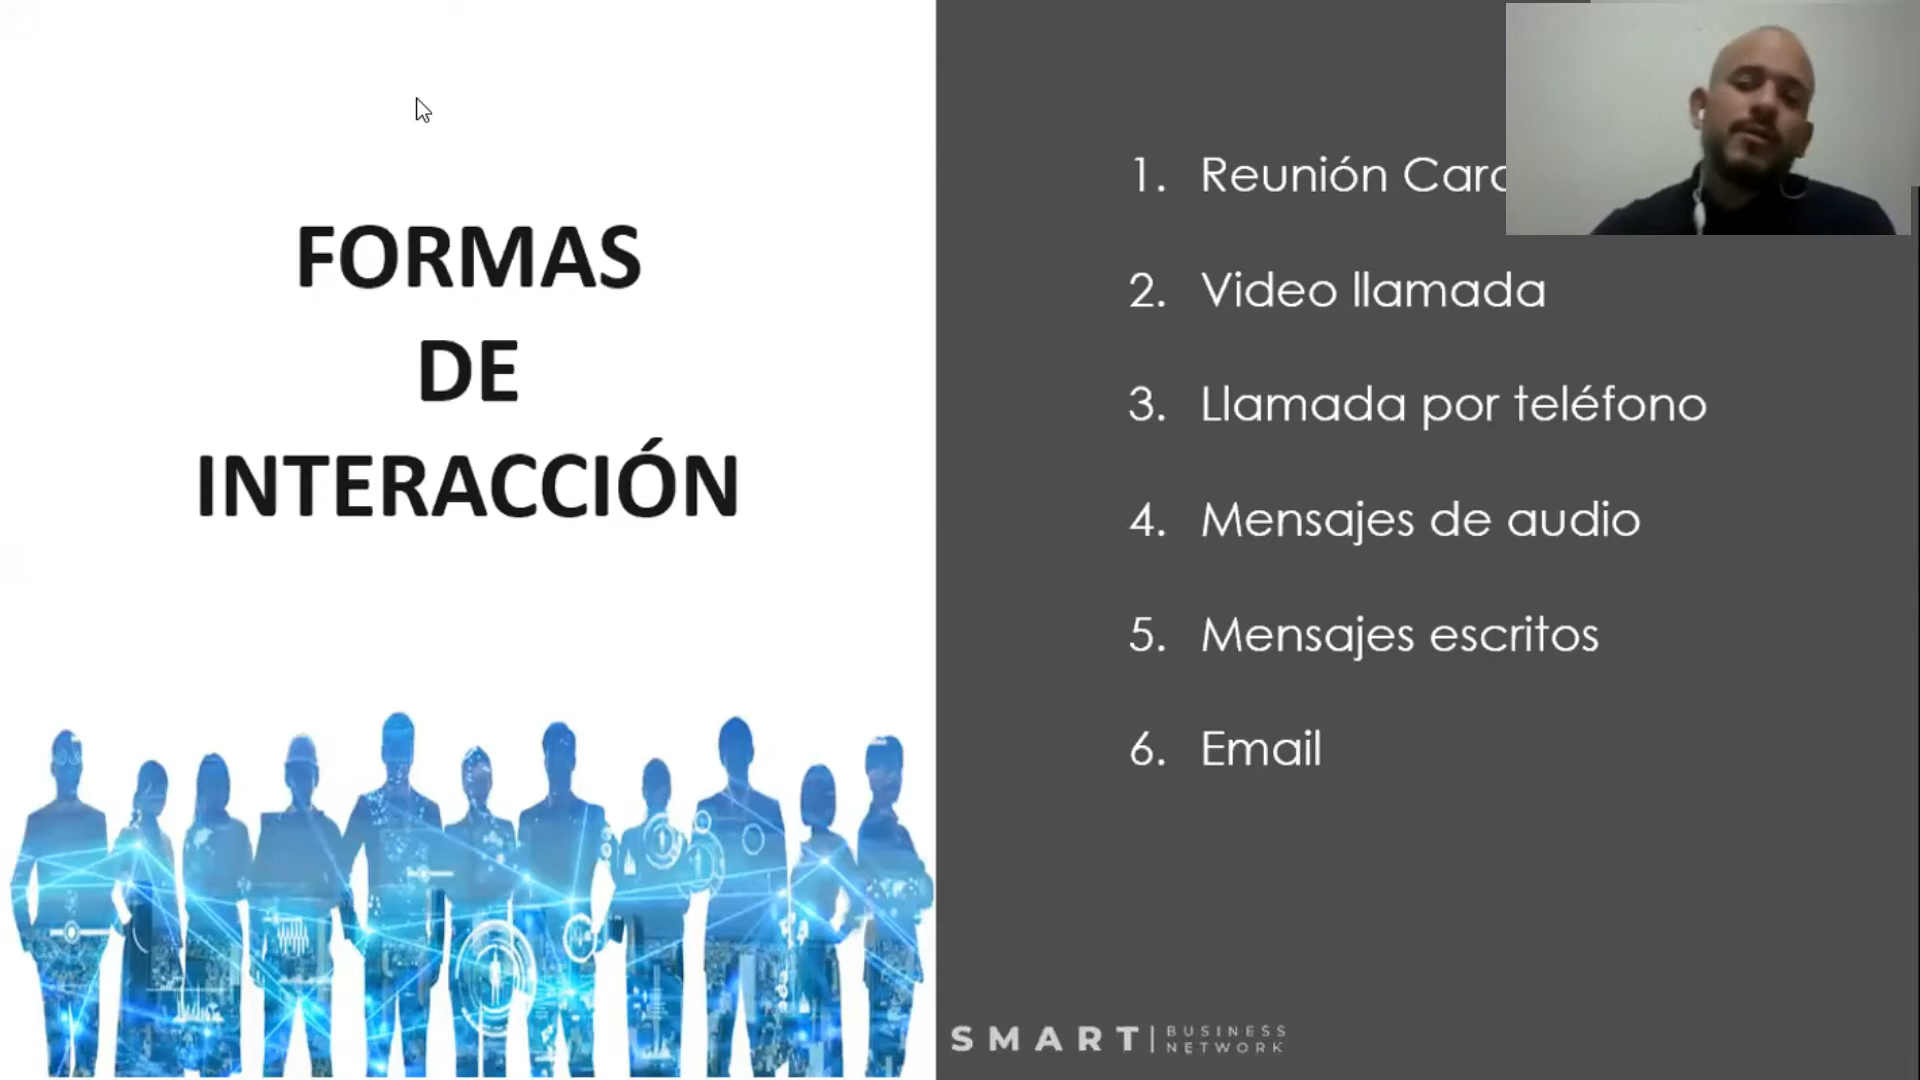 FORMAS
DE
INTERACCIÓN
1. Reunión Cara
2. Video llamada
3. Llamada por teléfono
4. Mensajes de audio
5. Mensajes escritos
6. Email
SMART | BUSINESS NETWORK